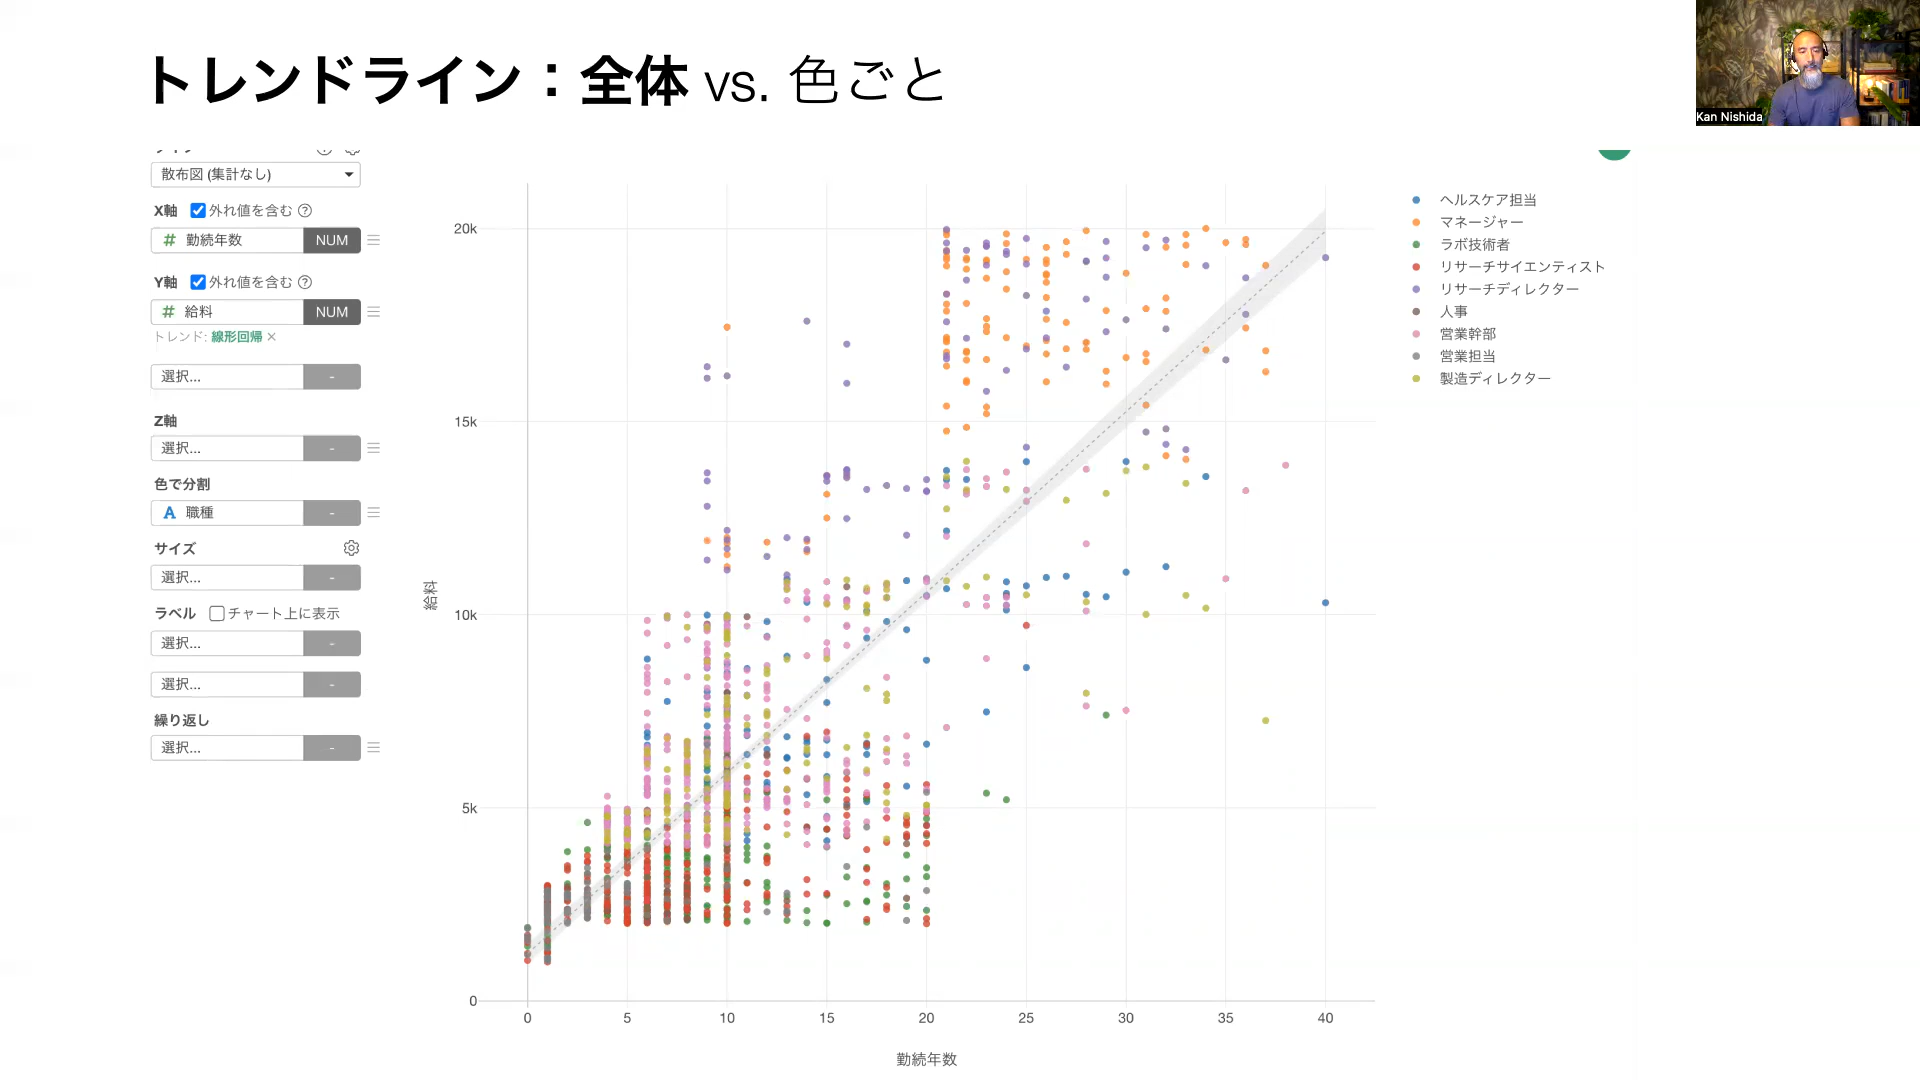 トレンドライン：全体 vs. 色ごと
Kan Nishida
散布図 (集計なし)
X軸 外れ値を含む ?
# 勤続年数 NUM
Y軸 外れ値を含む ?
# 給料 NUM
トレンド: 線形回帰 ×
選択... -
Z軸
選択... -
色で分割
A 職種 -
サイズ
選択... -
ラベル チャート上に表示
選択... -
選択... -
繰り返し
選択... -
給料
20k
15k
10k
5k
0
0 5 10 15 20 25 30 35 40
勤続年数
ヘルスケア担当
マネージャー
ラボ技術者
リサーチサイエンティスト
リサーチディレクター
人事
営業幹部
営業担当
製造ディレクター